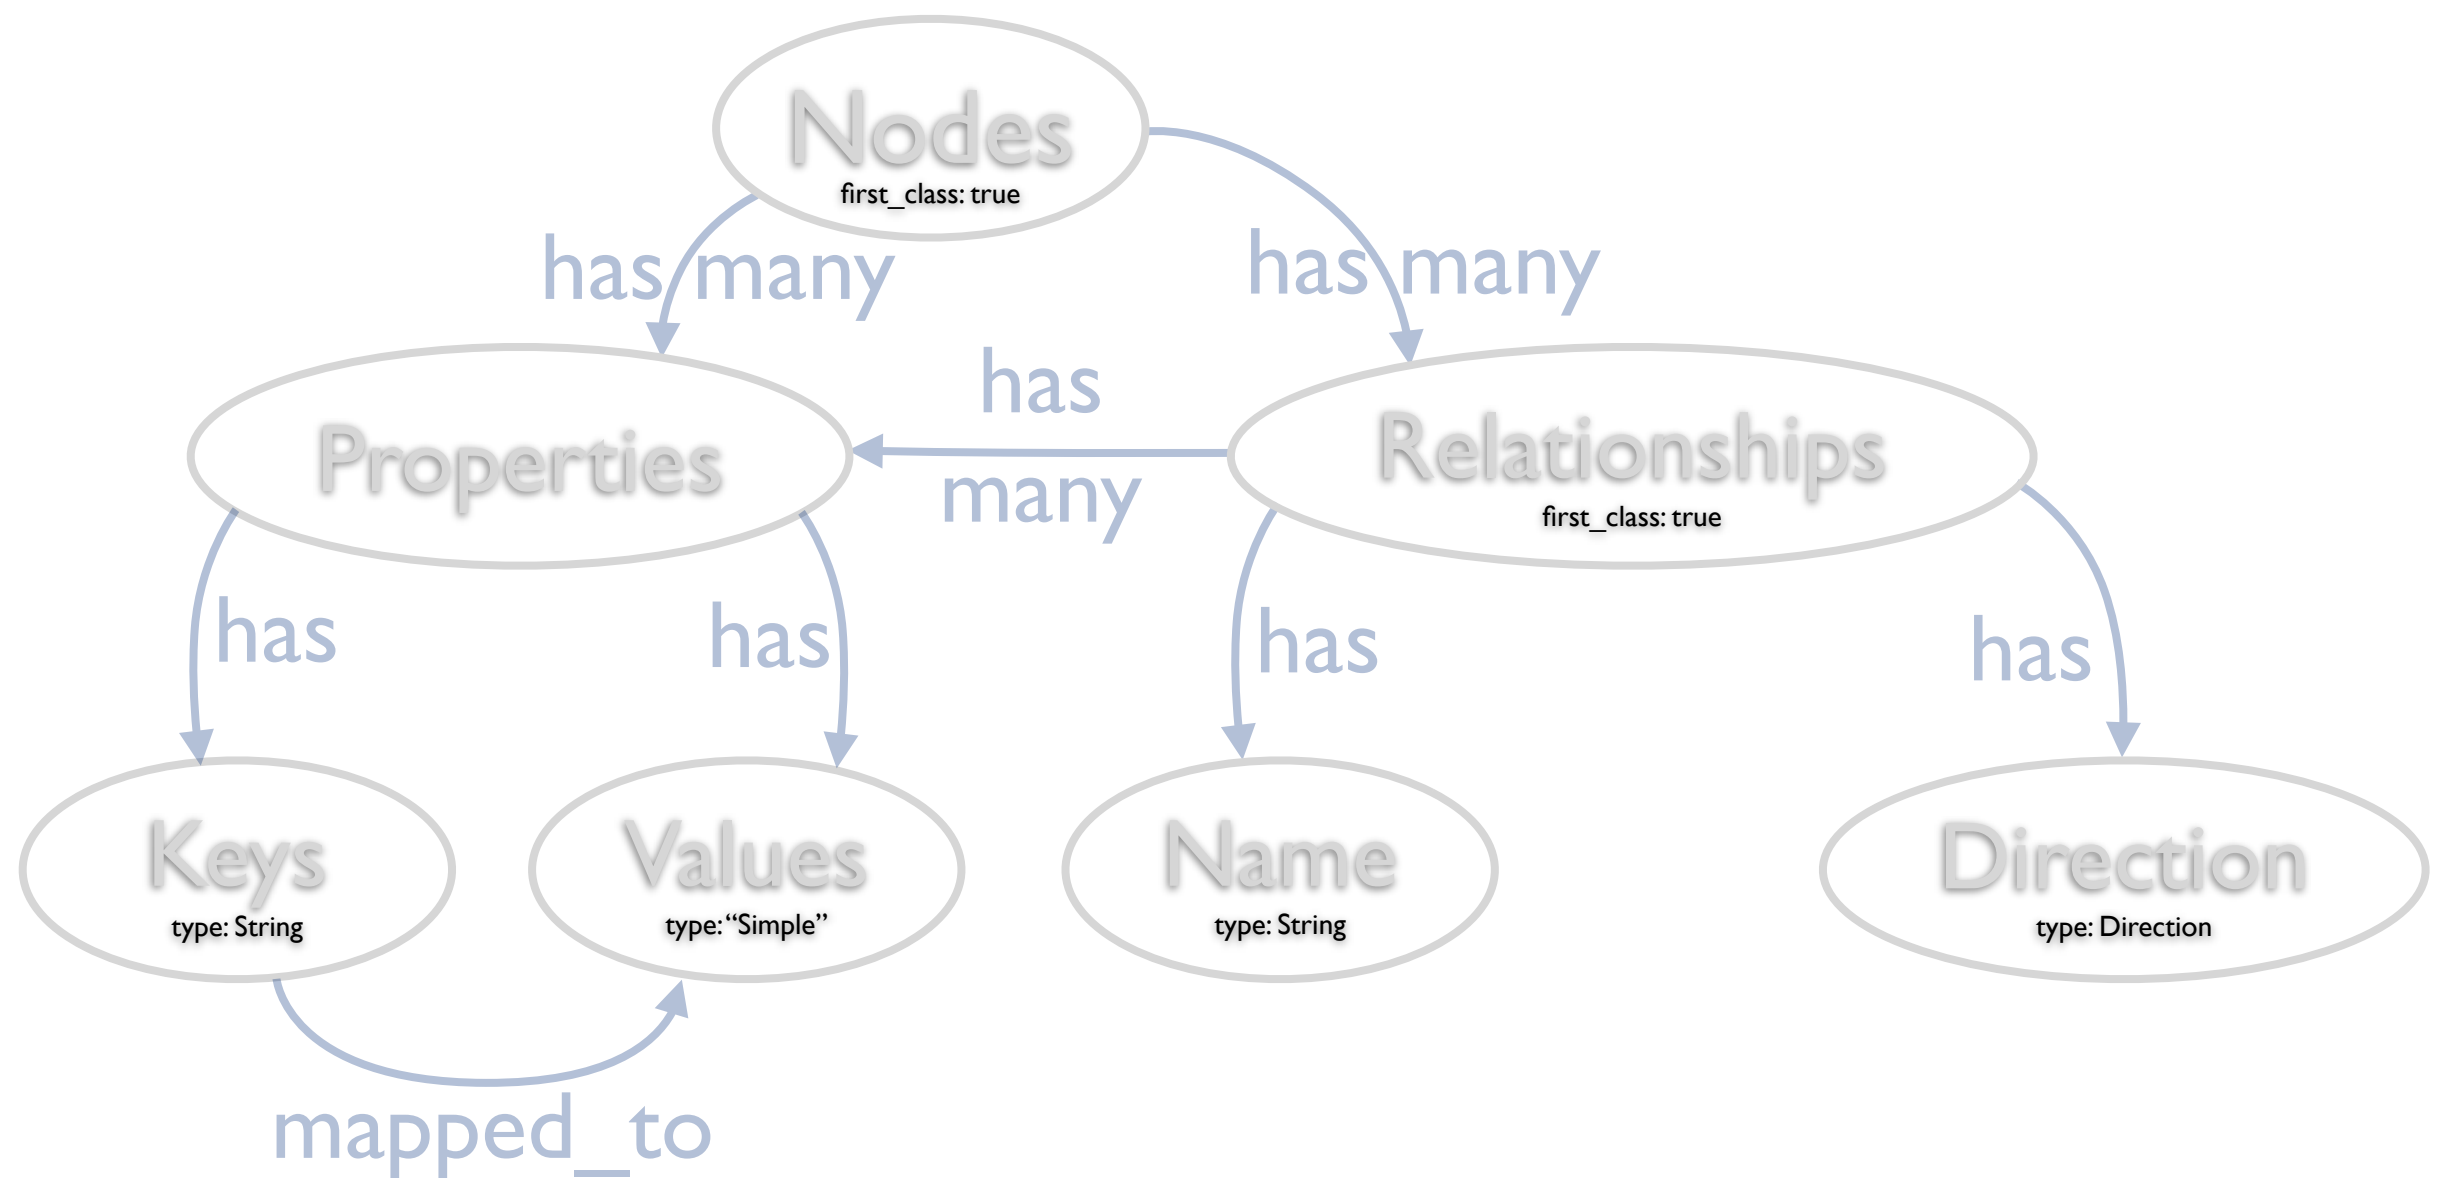 Nodes
first_class: true
has many
has many
has
many
Properties
Relationships
first_class: true
has
has
has
has
Keys
type: String
Values
type: “Simple”
Name
type: String
Direction
type: Direction
mapped_to